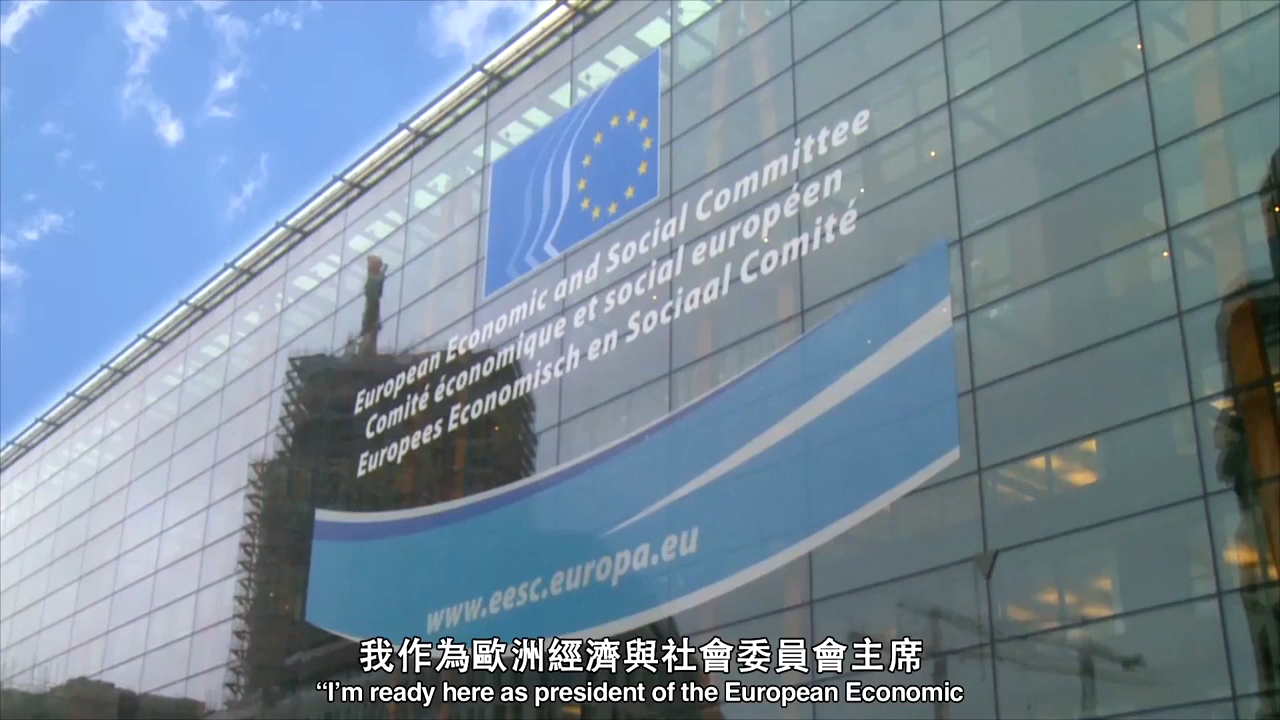 European Economic and Social Committee
Comité économique et social européen
Europees Economisch en Sociaal Comité
www.eesc.europa.eu
我作為歐洲經濟與社會委員會主席
“I’m ready here as president of the European Economic